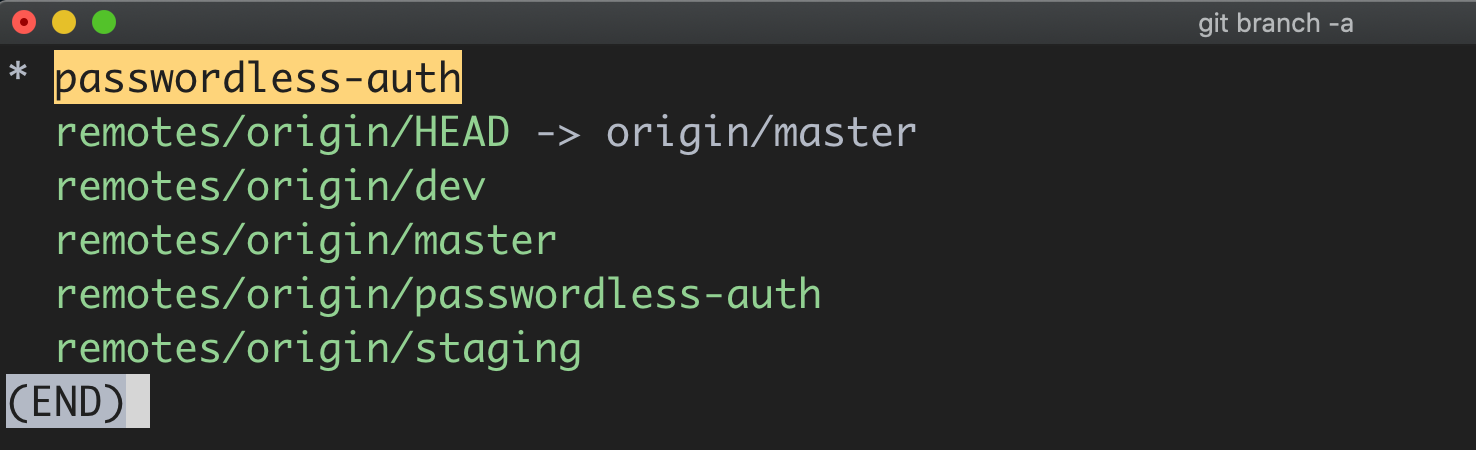 git branch -a
* passwordless-auth
remotes/origin/HEAD -> origin/master
remotes/origin/dev
remotes/origin/master
remotes/origin/passwordless-auth
remotes/origin/staging
(END)